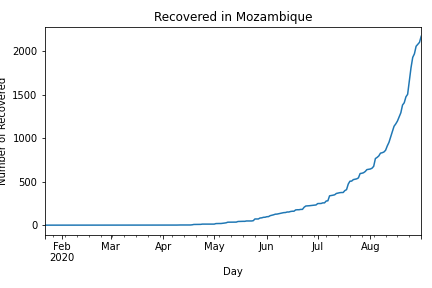 Recovered in Mozambique
Number of Recovered
2000
1500
1000
500
0
Feb Mar Apr May Jun Jul Aug
2020
Day